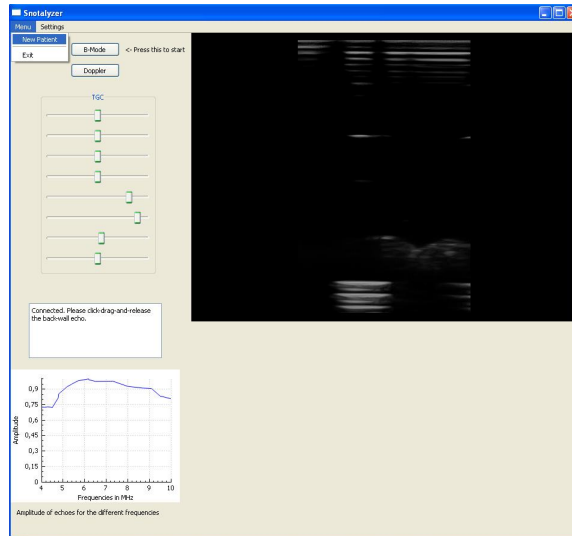 Snotalyzer
Menu Settings
New Patient
Exit
B-Mode <- Press this to start
Doppler
TGC
Connected. Please click-drag-and-release
the back-wall echo.
0,9
0,75
0,6
0,45
0,3
0,15
0
Amplitude
4 5 6 7 8 9 10
Frequencies in MHz
Amplitude of echoes for the different frequencies